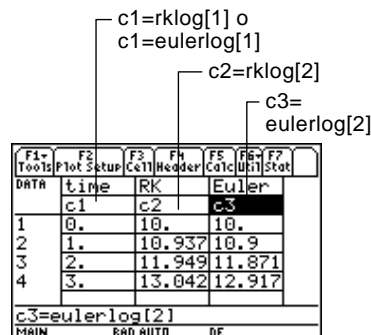 c1=rklog[1] o
c1=eulerlog[1]
c2=rklog[2]
c3=
eulerlog[2]
F1 Tools F2 Plot Setup F3 Cell F4 Header F5 Calc F6 Util F7 Stat
DATA time RK Euler
c1 c2 c3
1 0. 10. 10.
2 1. 10.937 10.9
3 2. 11.949 11.871
4 3. 13.042 12.917
c3=eulerlog[2]
MAIN RAD AUTO DE